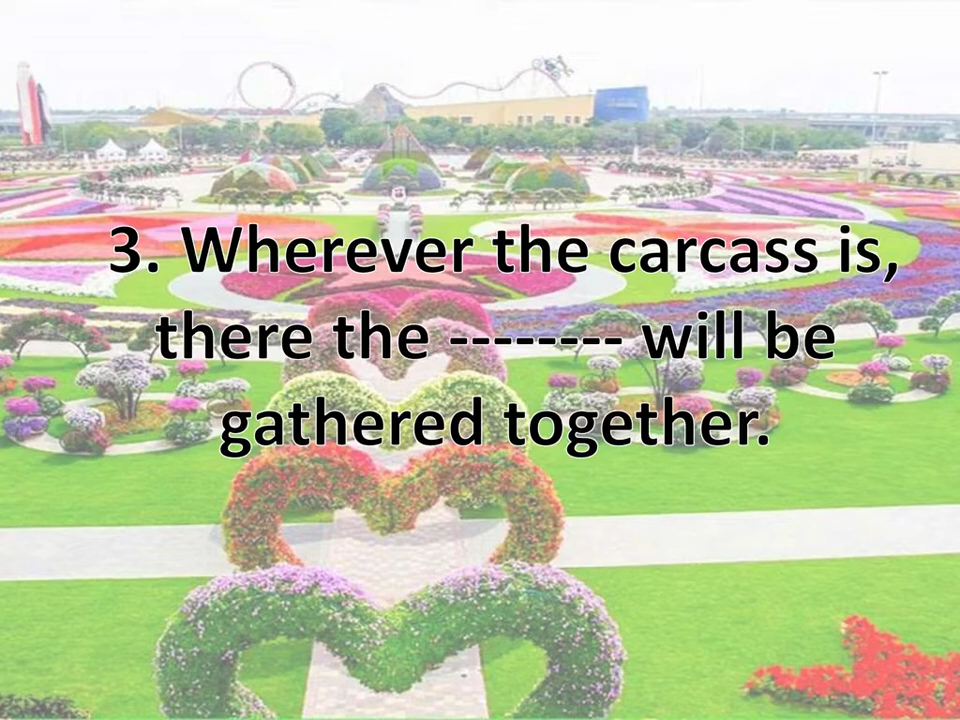 3. Wherever the carcass is,
there the -------- will be
gathered together.